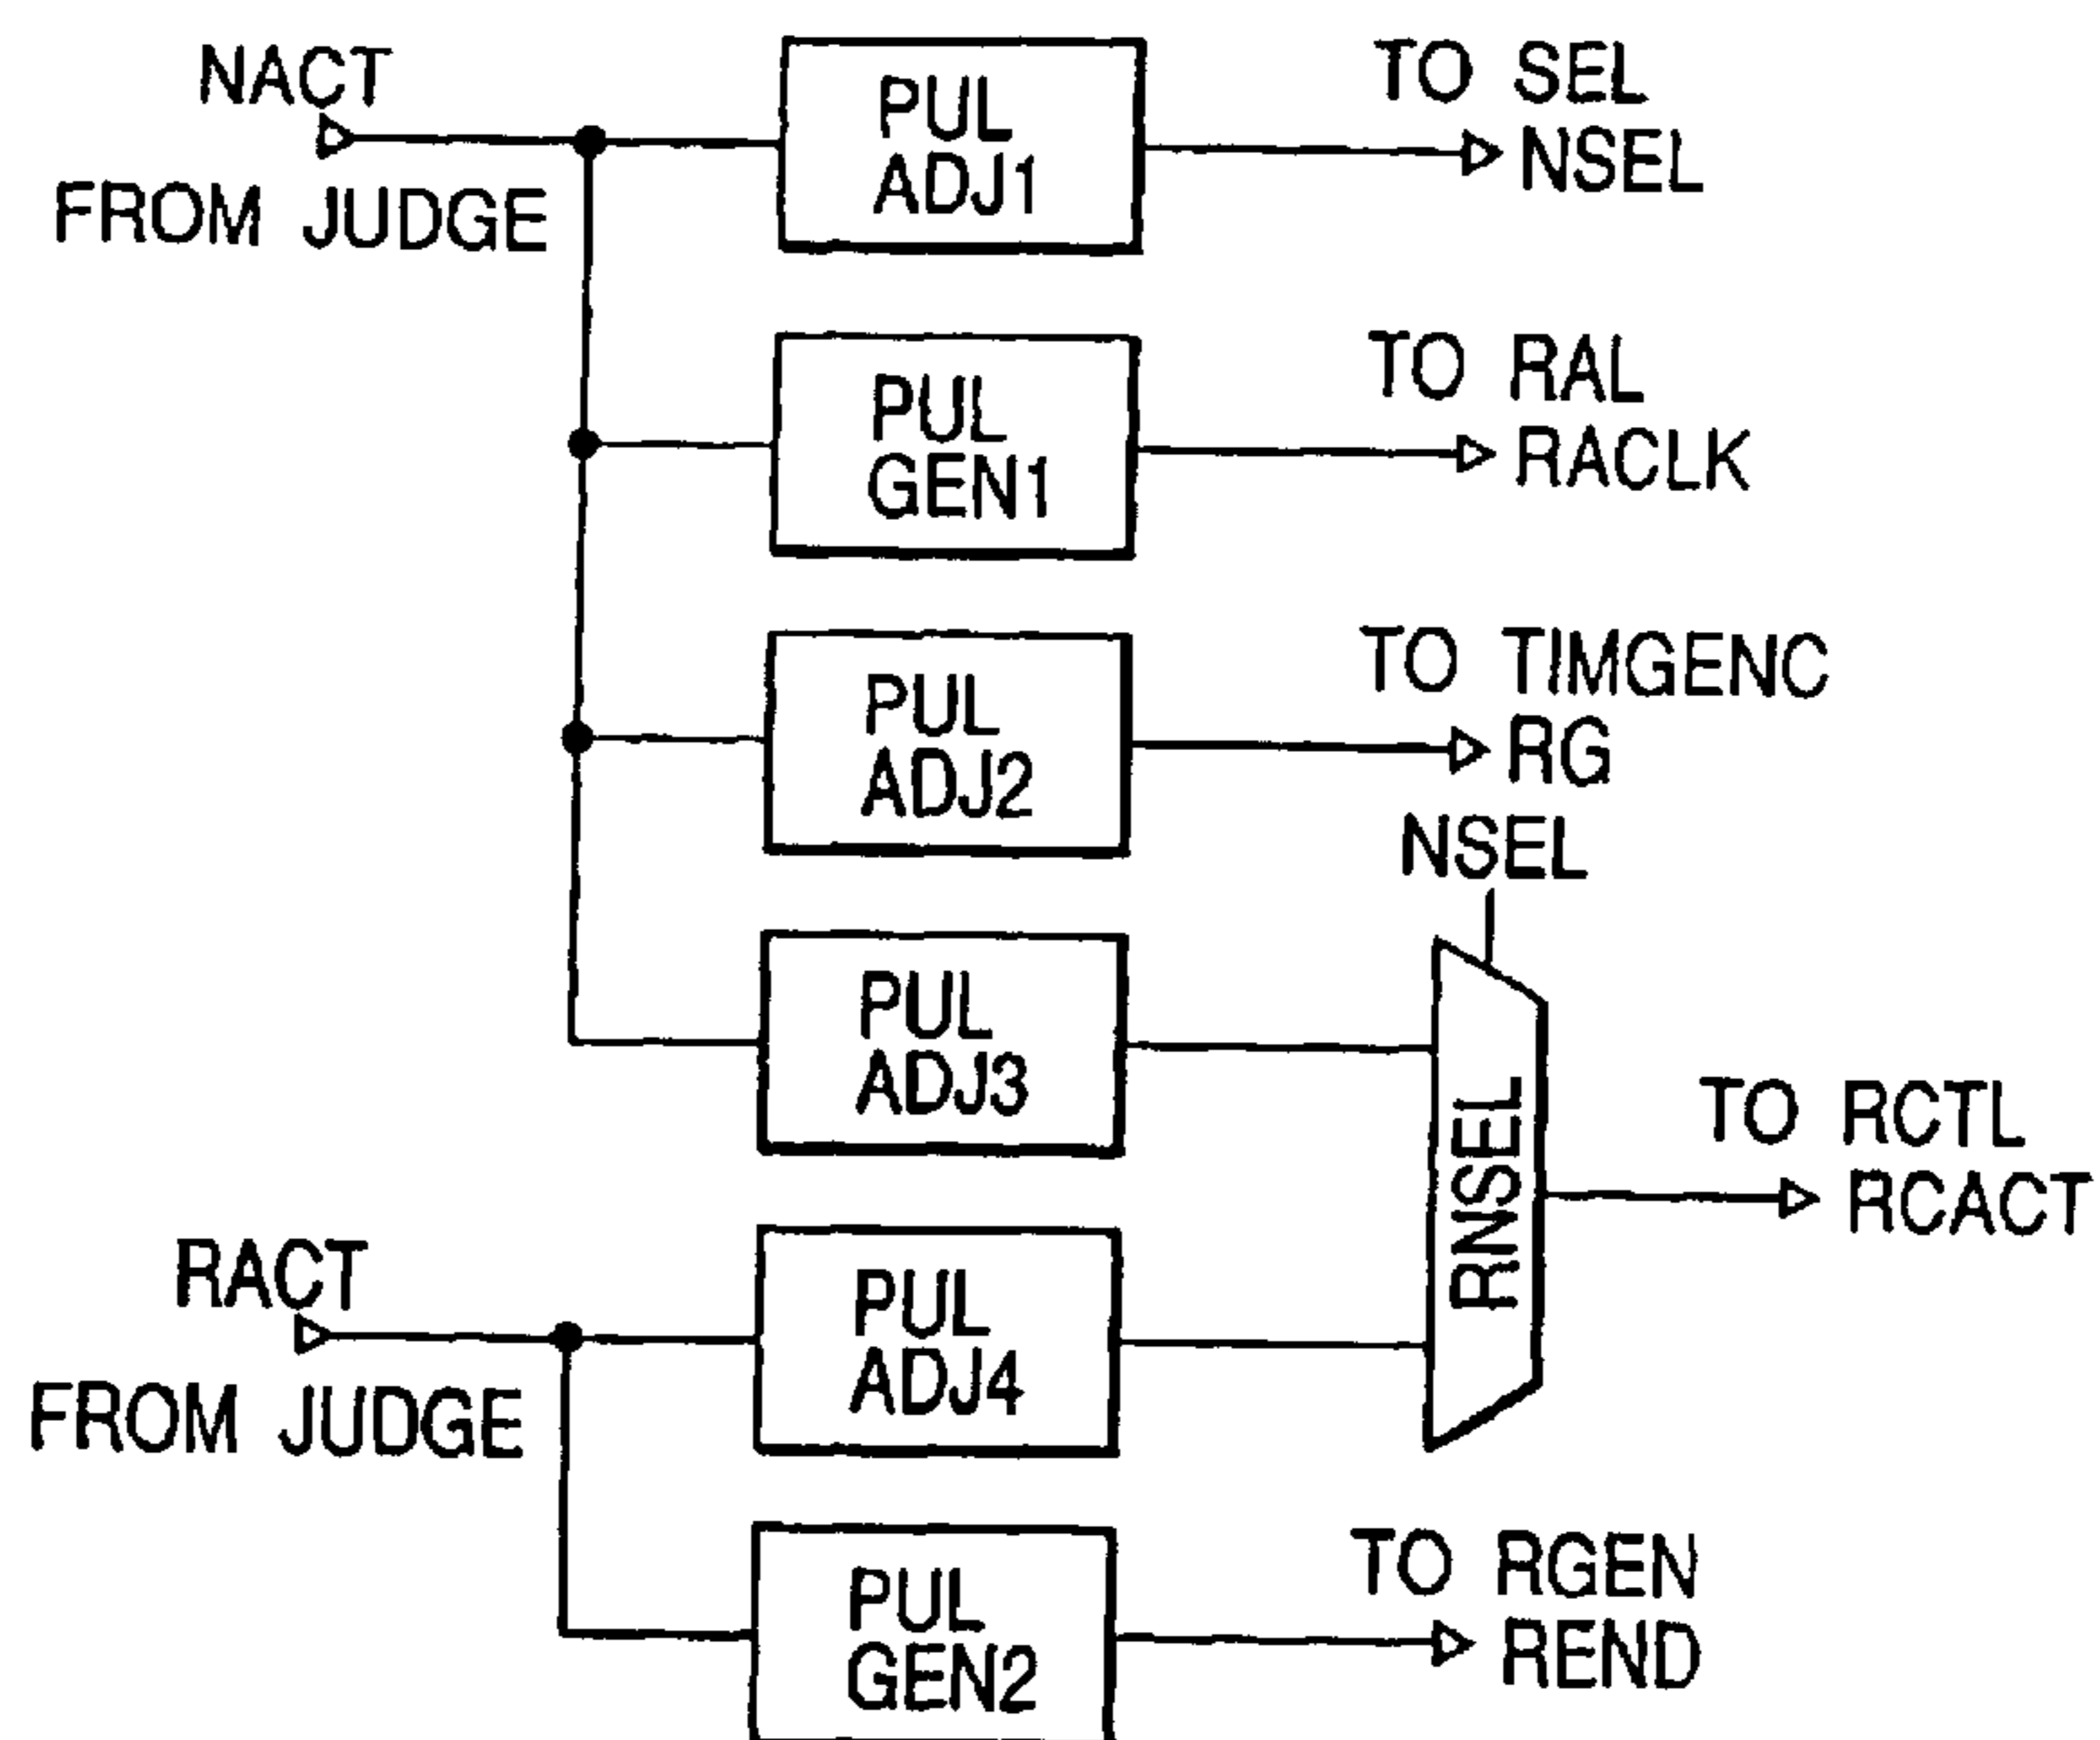 NACT
FROM JUDGE
PUL
ADJ1
TO SEL
NSEL
PUL
GEN1
TO RAL
RACLK
PUL
ADJ2
TO TIMGENC
RG
NSEL
PUL
ADJ3
RNSEL
TO RCTL
RCACT
RACT
FROM JUDGE
PUL
ADJ4
PUL
GEN2
TO RGEN
REND